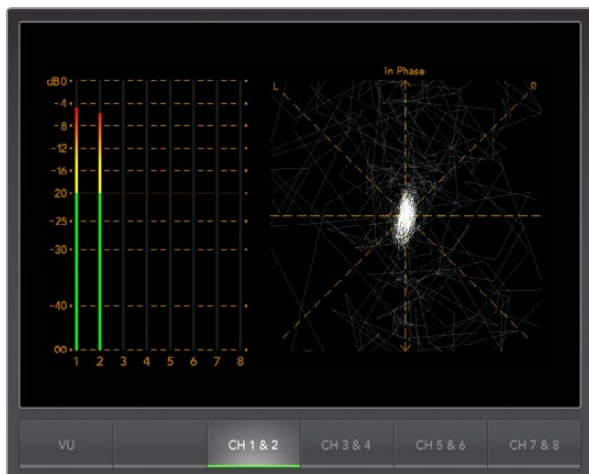 In Phase
dB0
L
R
-4
-8
-12
-16
-20
-25
-30
-40
∞
1 2 3 4 5 6 7 8
VU
CH 1 & 2
CH 3 & 4
CH 5 & 6
CH 7 & 8